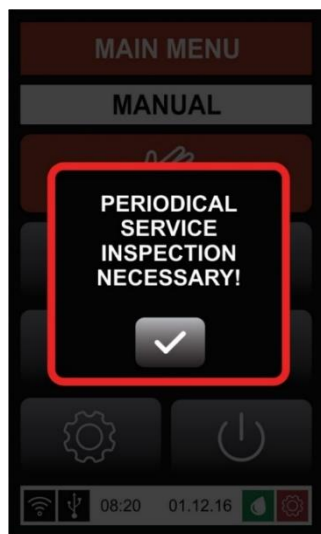 MAIN MENU
MANUAL
PERIODICAL
SERVICE
INSPECTION
NECESSARY!
08:20 01.12.16